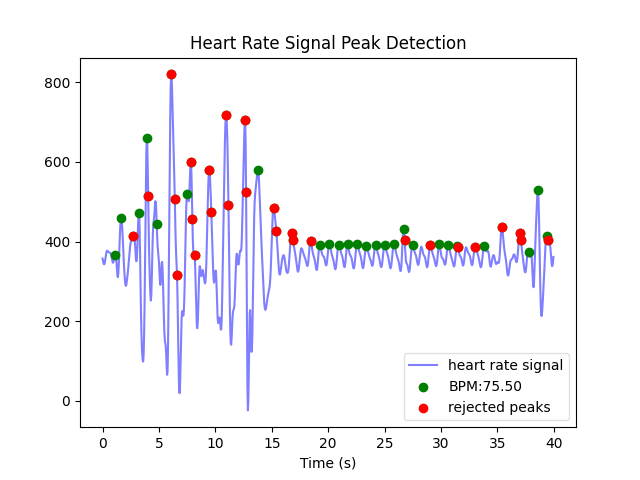 Heart Rate Signal Peak Detection
800
600
400
200
0
heart rate signal
BPM:75.50
rejected peaks
0 5 10 15 20 25 30 35 40
Time (s)